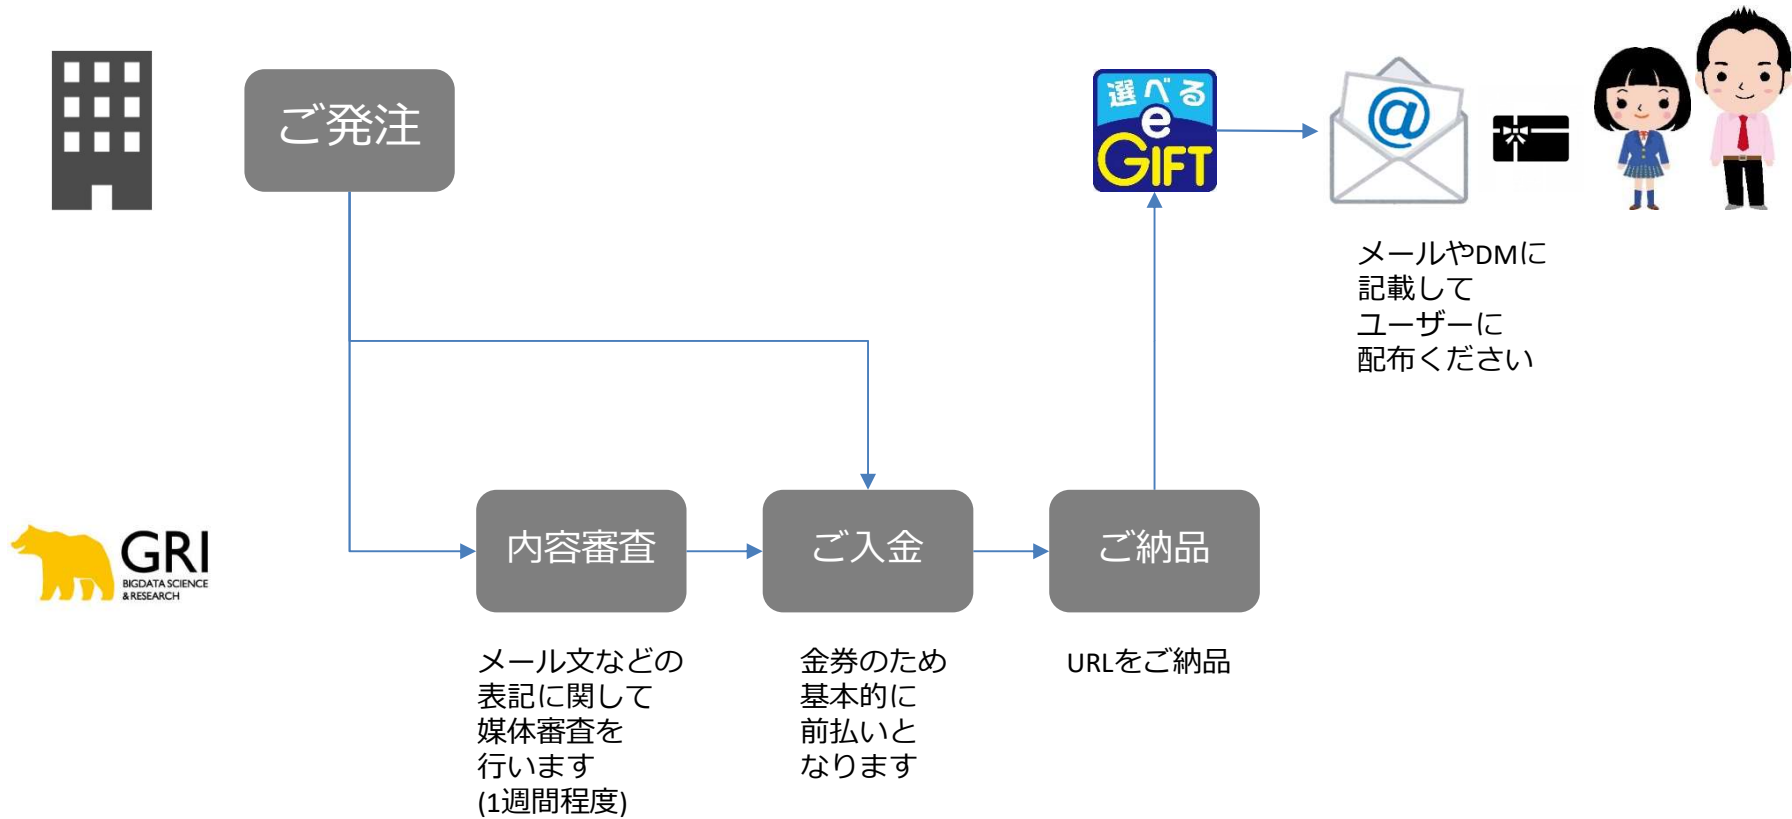 ご発注
選べる
e
GIFT
@
メールやDMに
記載して
ユーザーに
配布ください
GRI
BIGDATA SCIENCE
& RESEARCH
内容審査
ご入金
ご納品
メール文などの
表記に関して
媒体審査を
行います
(1週間程度)
金券のため
基本的に
前払いと
なります
URLをご納品